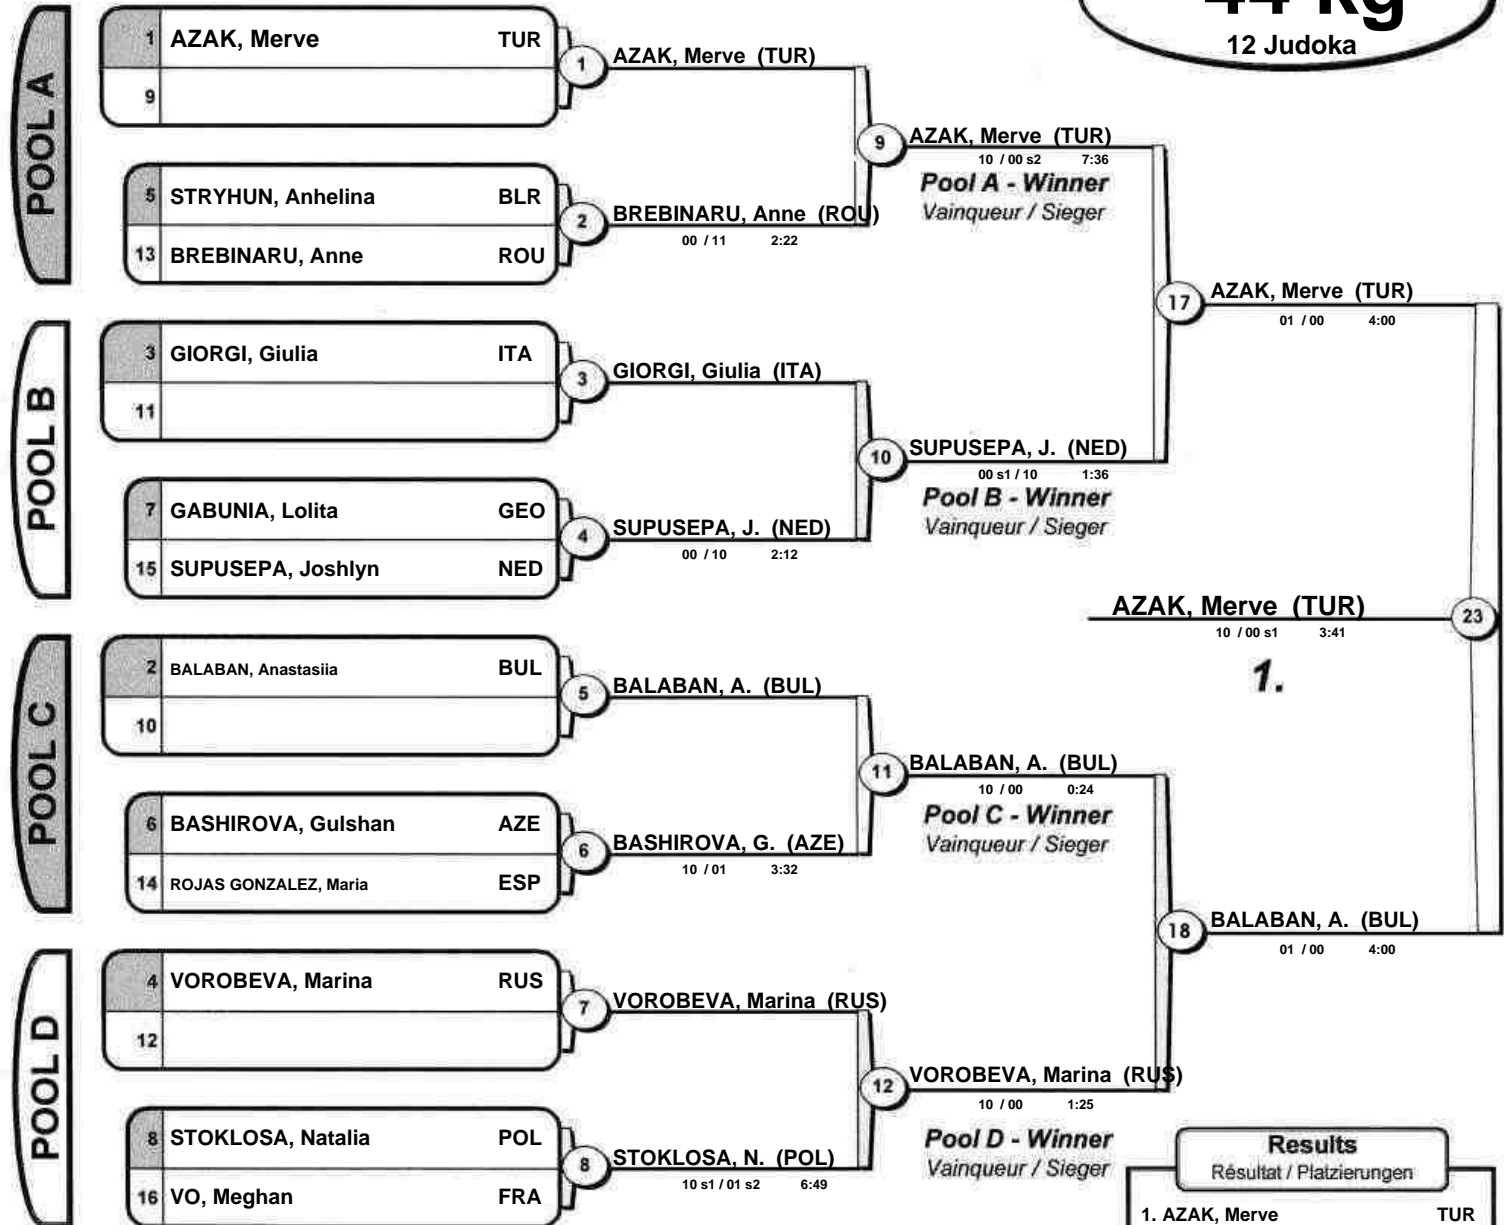 44 kg
12 Judoka
POOL A
1 AZAK, Merve TUR
9
5 STRYHUN, Anhelina BLR
13 BREBINARU, Anne ROU
1 AZAK, Merve (TUR)
2 BREBINARU, Anne (ROU)
00 / 11 2:22
9 AZAK, Merve (TUR)
10 / 00 s2 7:36
Pool A - Winner
Vainqueur / Sieger
POOL B
3 GIORGI, Giulia ITA
11
7 GABUNIA, Lolita GEO
15 SUPUSEPA, Joshlyn NED
3 GIORGI, Giulia (ITA)
4 SUPUSEPA, J. (NED)
00 / 10 2:12
10 SUPUSEPA, J. (NED)
00 s1 / 10 1:36
Pool B - Winner
Vainqueur / Sieger
17 AZAK, Merve (TUR)
01 / 00 4:00
POOL C
2 BALABAN, Anastasiia BUL
10
6 BASHIROVA, Gulshan AZE
14 ROJAS GONZALEZ, Maria ESP
5 BALABAN, A. (BUL)
6 BASHIROVA, G. (AZE)
10 / 01 3:32
11 BALABAN, A. (BUL)
10 / 00 0:24
Pool C - Winner
Vainqueur / Sieger
POOL D
4 VOROBEVA, Marina RUS
12
8 STOKLOSA, Natalia POL
16 VO, Meghan FRA
7 VOROBEVA, Marina (RUS)
8 STOKLOSA, N. (POL)
10 s1 / 01 s2 6:49
12 VOROBEVA, Marina (RUS)
10 / 00 1:25
Pool D - Winner
Vainqueur / Sieger
18 BALABAN, A. (BUL)
01 / 00 4:00
AZAK, Merve (TUR) 23
10 / 00 s1 3:41
1.
Results
Résultat / Platzierungen
1. AZAK, Merve TUR